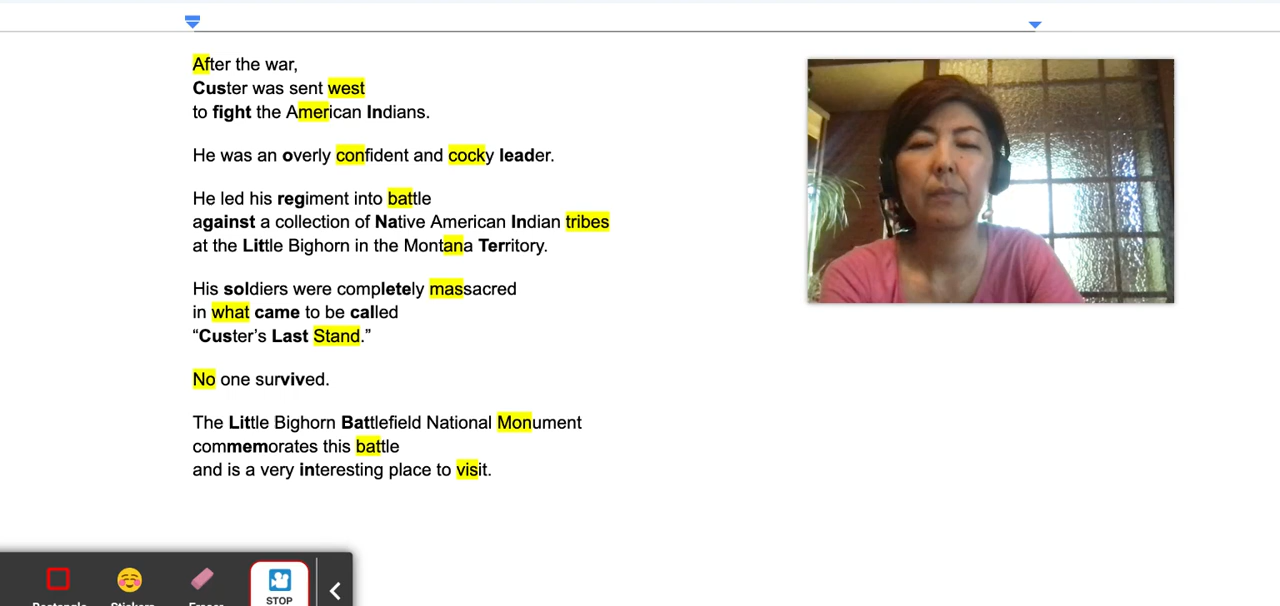 After the war,
Custer was sent west
to fight the American Indians.
He was an overly confident and cocky leader.
He led his regiment into battle
against a collection of Native American Indian tribes
at the Little Bighorn in the Montana Territory.
His soldiers were completely massacred
in what came to be called
“Custer’s Last Stand.”
No one survived.
The Little Bighorn Battlefield National Monument
commemorates this battle
and is a very interesting place to visit.
STOP